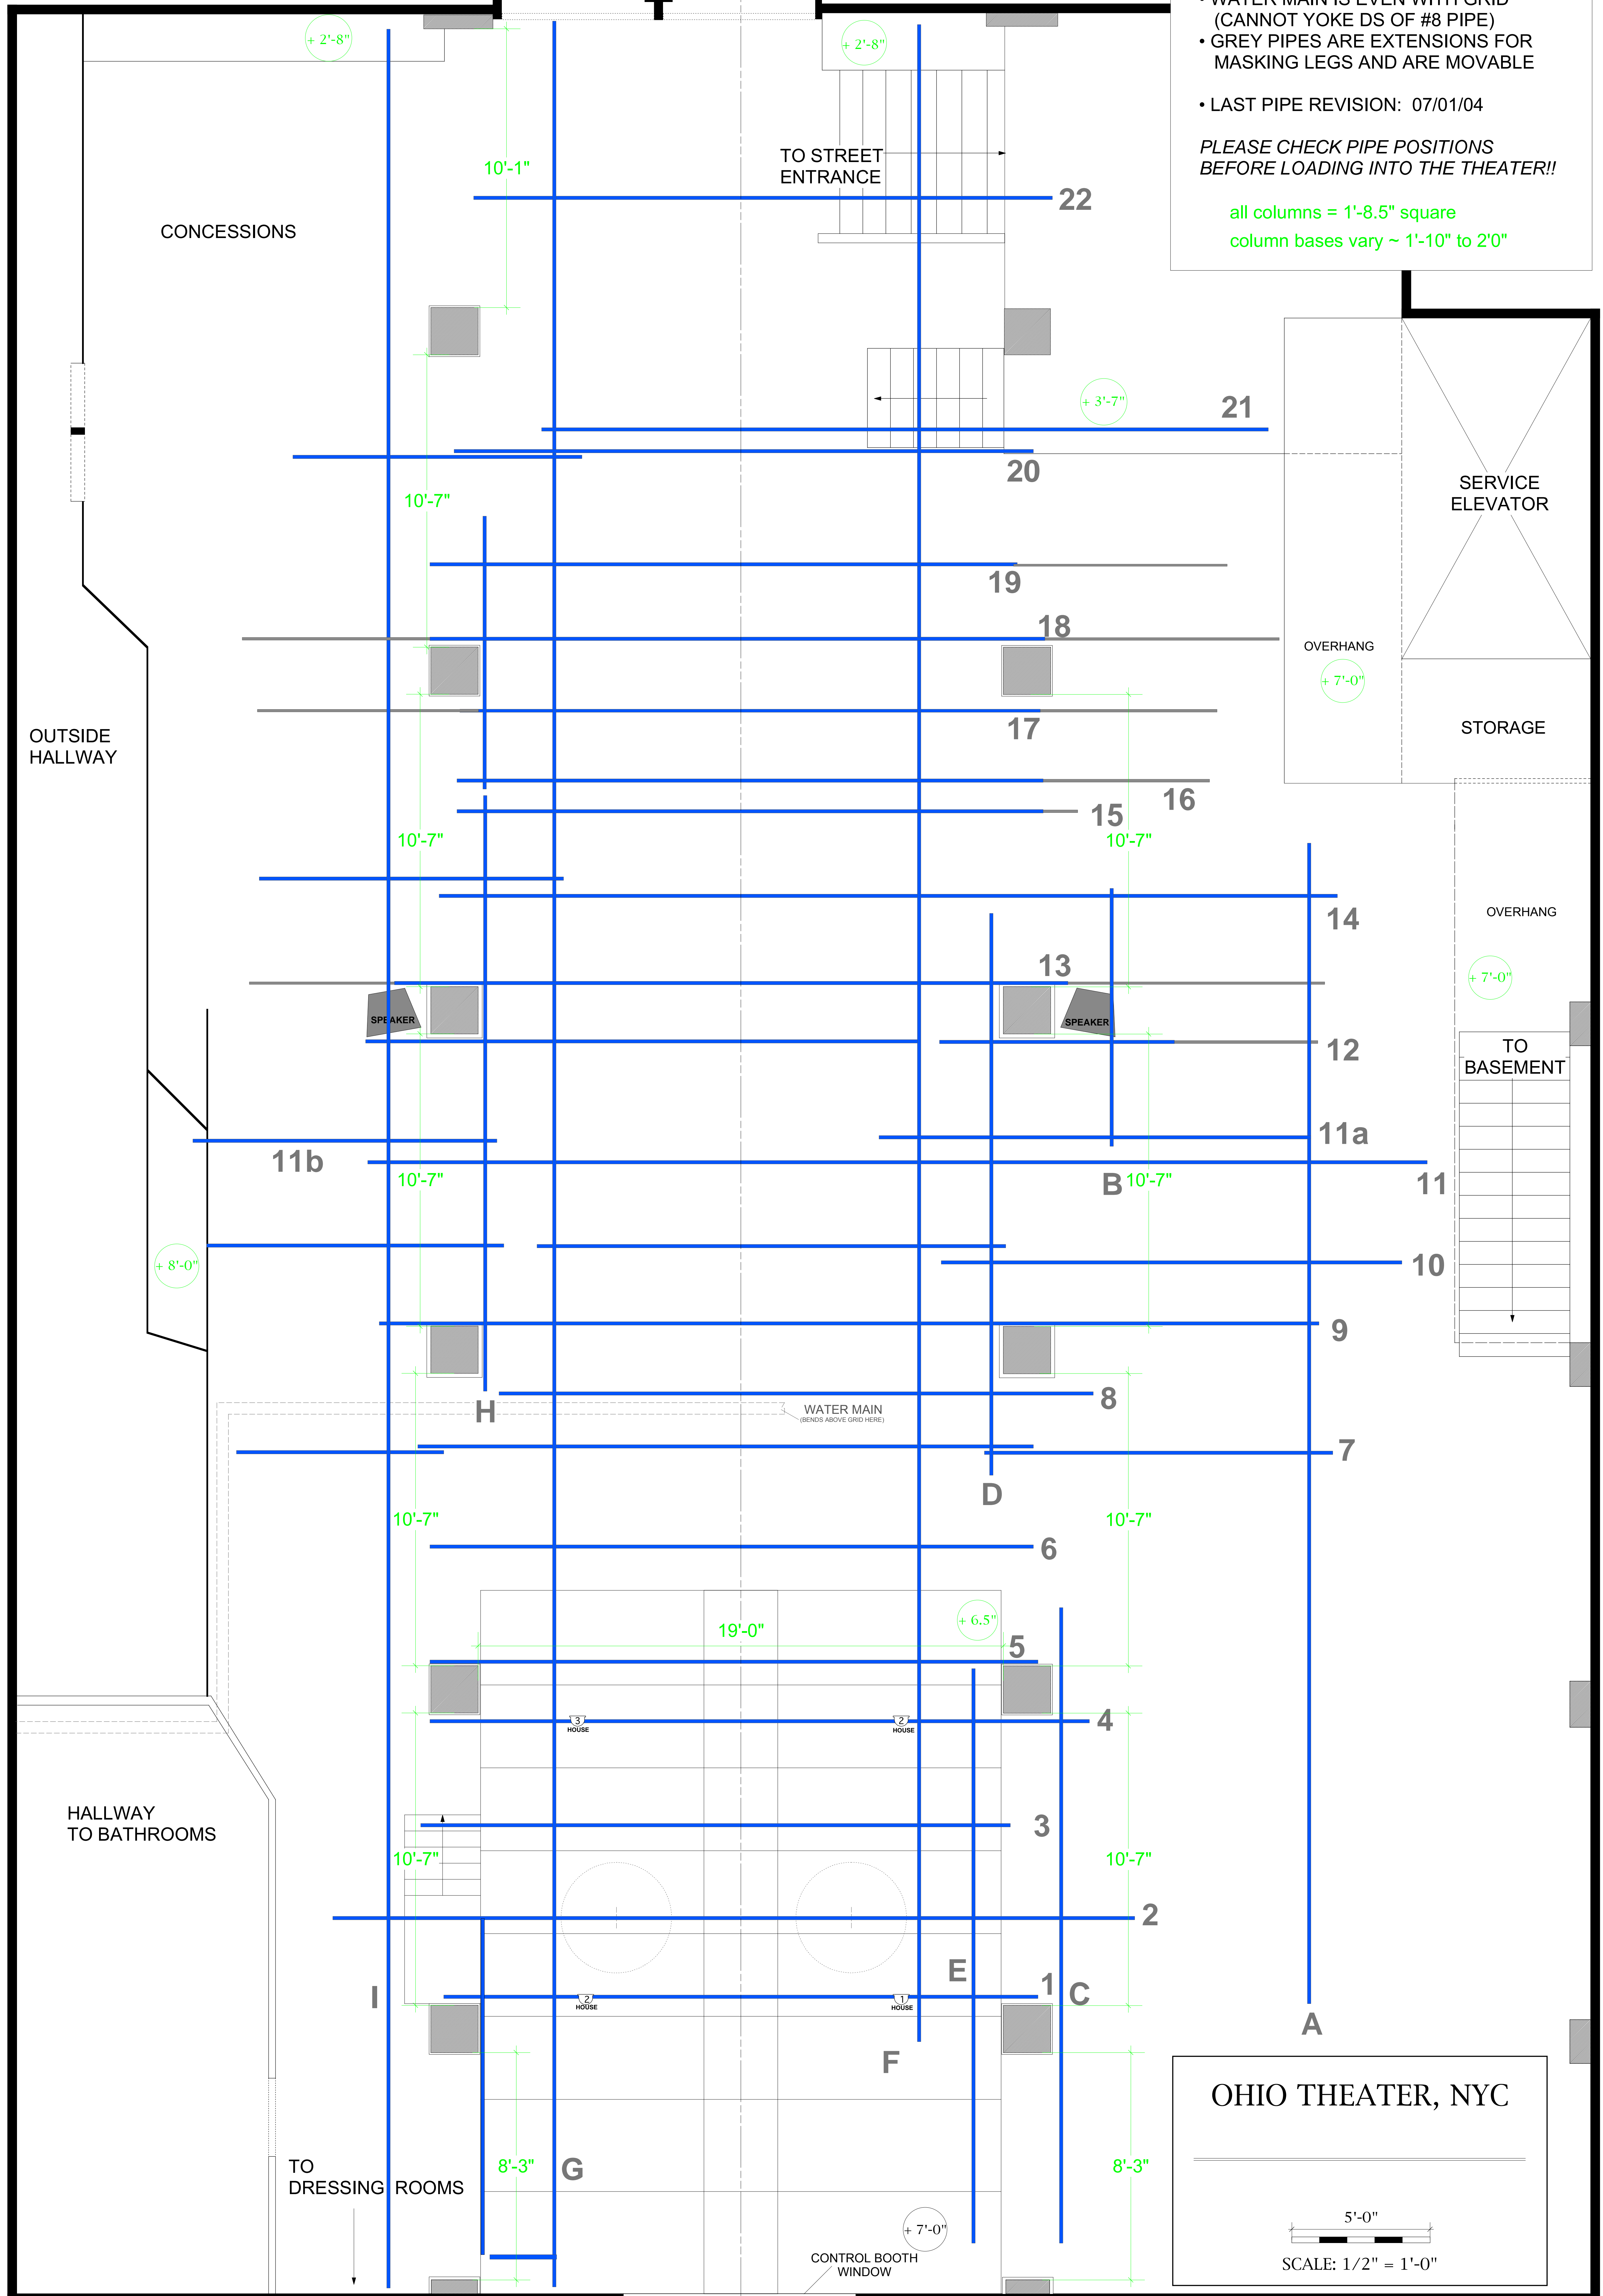 • WATER MAIN IS EVEN WITH GRID
(CANNOT YOKE DS OF #8 PIPE)
• GREY PIPES ARE EXTENSIONS FOR
MASKING LEGS AND ARE MOVABLE
• LAST PIPE REVISION: 07/01/04
PLEASE CHECK PIPE POSITIONS
BEFORE LOADING INTO THE THEATER!!
all columns = 1'-8.5" square
column bases vary ~ 1'-10" to 2'0"
+ 2'-8"
+ 2'-8"
10'-1"
TO STREET
ENTRANCE
22
CONCESSIONS
+ 3'-7"
21
20
SERVICE
ELEVATOR
10'-7"
19
18
OVERHANG
+ 7'-0"
OUTSIDE
HALLWAY
17
STORAGE
16
15
10'-7"
10'-7"
14
OVERHANG
13
+ 7'-0"
SPEAKER
SPEAKER
12
TO
BASEMENT
11a
11b
10'-7"
B
10'-7"
11
+ 8'-0"
10
9
8
H
WATER MAIN
(BENDS ABOVE GRID HERE)
7
D
10'-7"
10'-7"
6
+ 6.5"
19'-0"
5
3
HOUSE
2
HOUSE
4
HALLWAY
TO BATHROOMS
3
10'-7"
10'-7"
2
E
I
2
HOUSE
1
HOUSE
1
C
A
F
OHIO THEATER, NYC
8'-3"
G
8'-3"
TO
DRESSING ROOMS
5'-0"
+ 7'-0"
CONTROL BOOTH
WINDOW
SCALE: 1/2" = 1'-0"